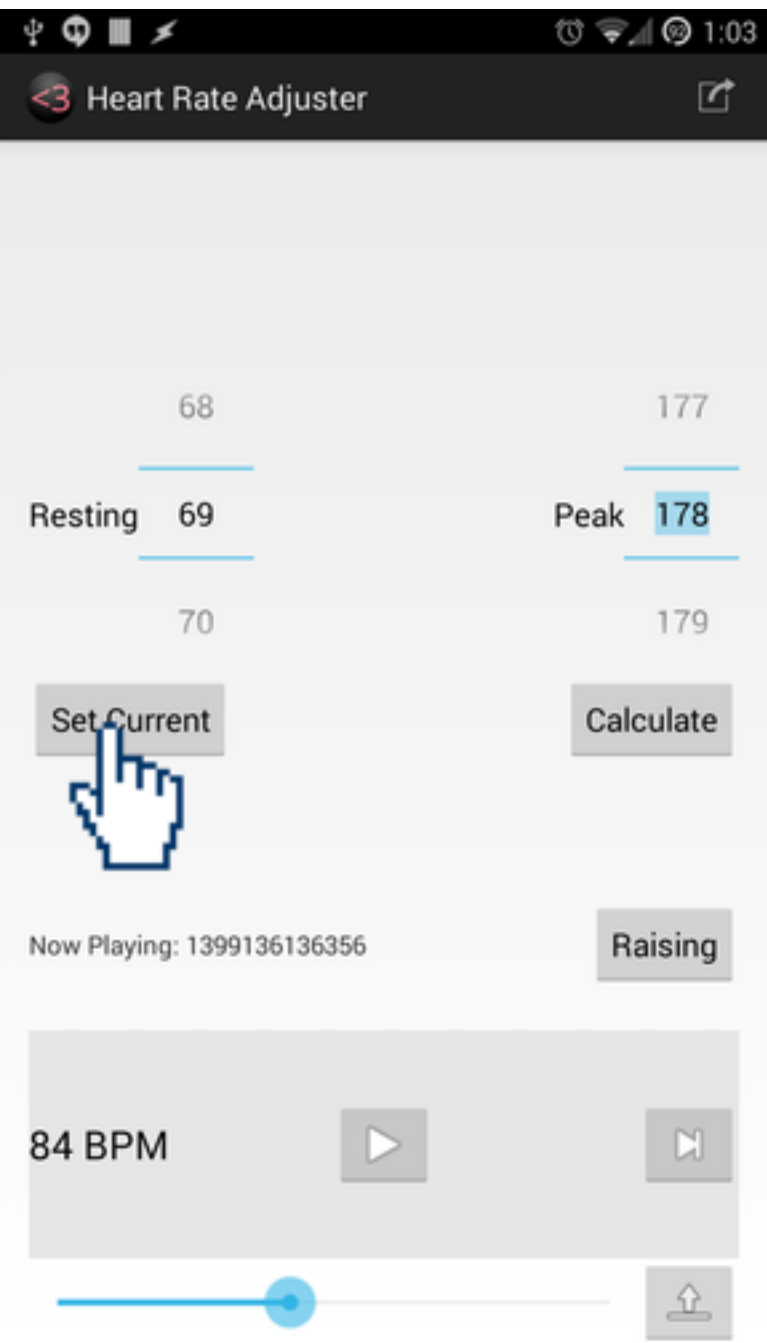 92 1:03
<3 Heart Rate Adjuster
68 177
Resting 69 Peak 178
70 179
Set Current Calculate
Now Playing: 1399136136356 Raising
84 BPM